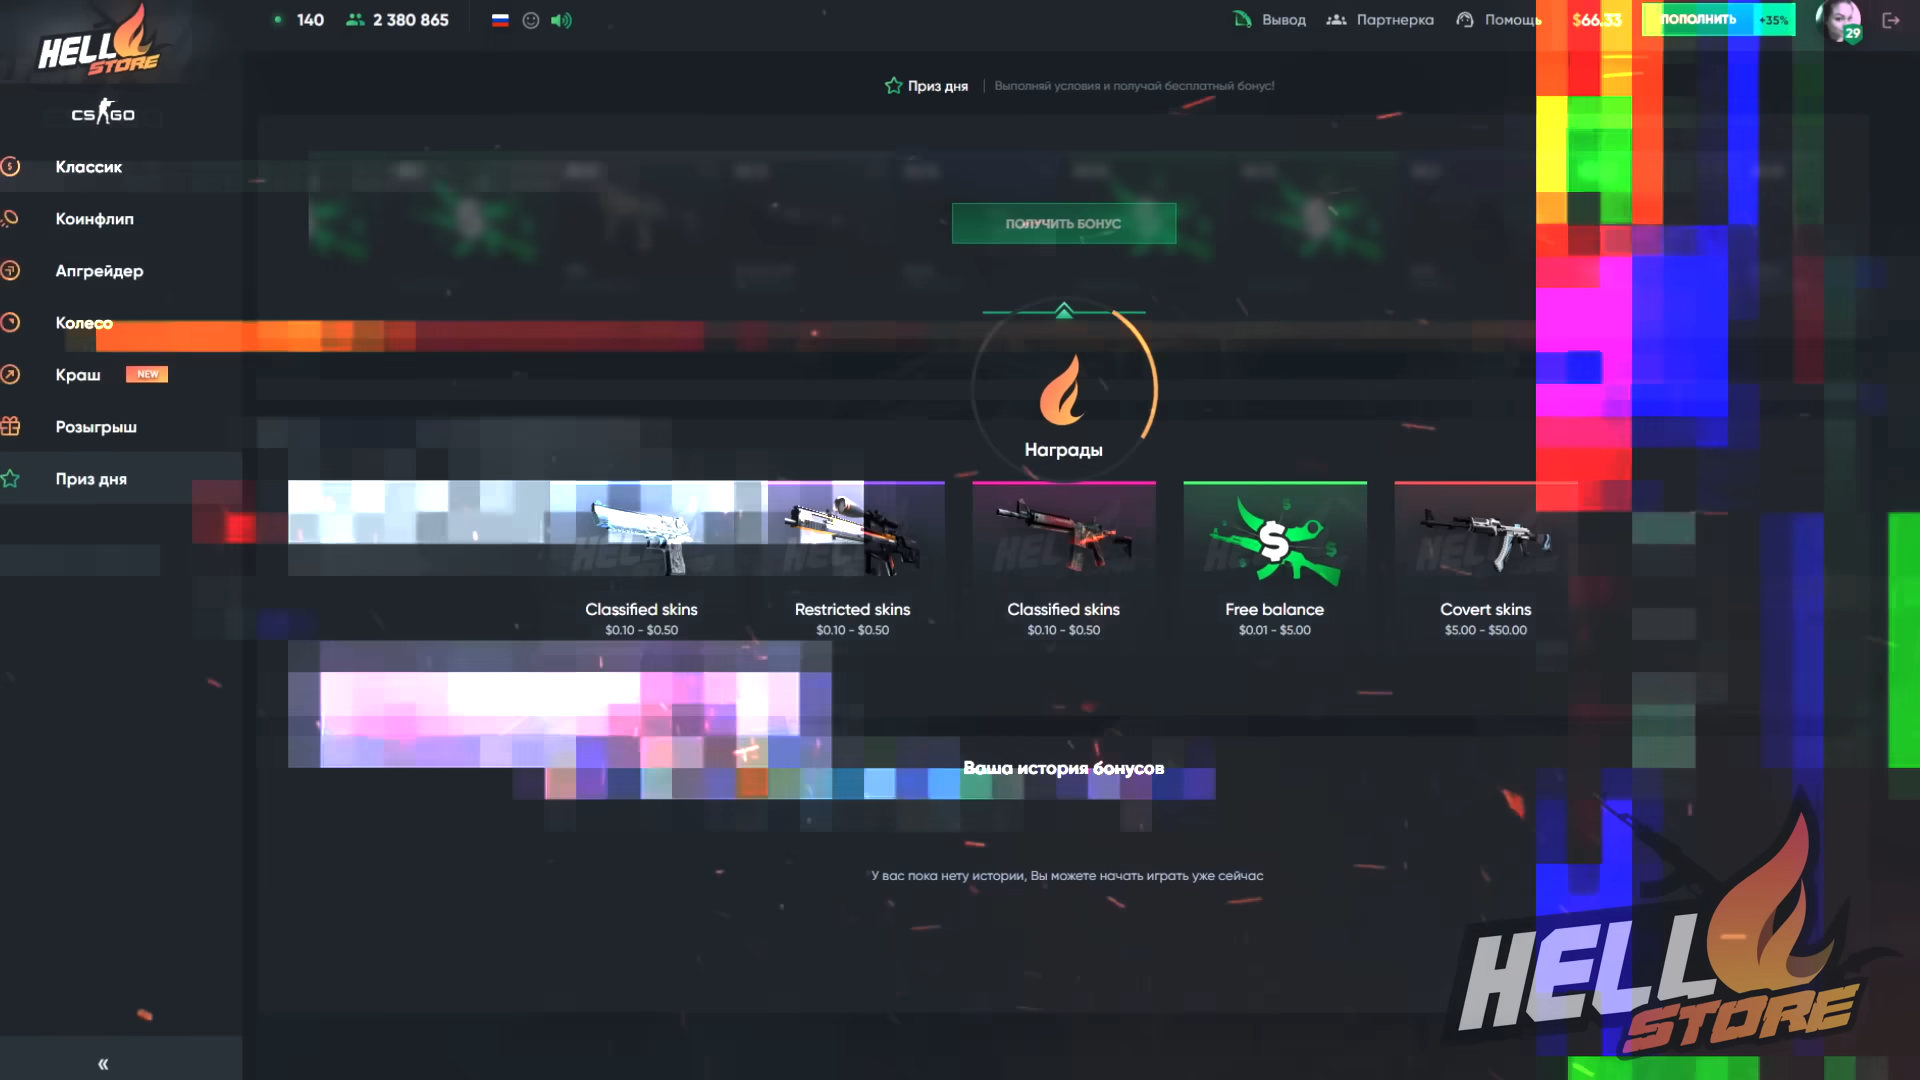 HELL
STORE
140
2 380 865
Вывод
Партнерка
Помощь
$66.33
ПОПОЛНИТЬ
+35%
29
CS GO
Приз дня
Выполняй условия и получай бесплатный бонус!
Классик
Коинфлип
Апгрейдер
Колесо
Краш
NEW
Розыгрыш
Приз дня
ПОЛУЧИТЬ БОНУС
Награды
Classified skins
$0.10 - $0.50
Restricted skins
$0.10 - $0.50
Classified skins
$0.10 - $0.50
Free balance
$0.01 - $5.00
Covert skins
$5.00 - $50.00
Ваша история бонусов
У вас пока нету истории, Вы можете начать играть уже сейчас
HELL
STORE
«